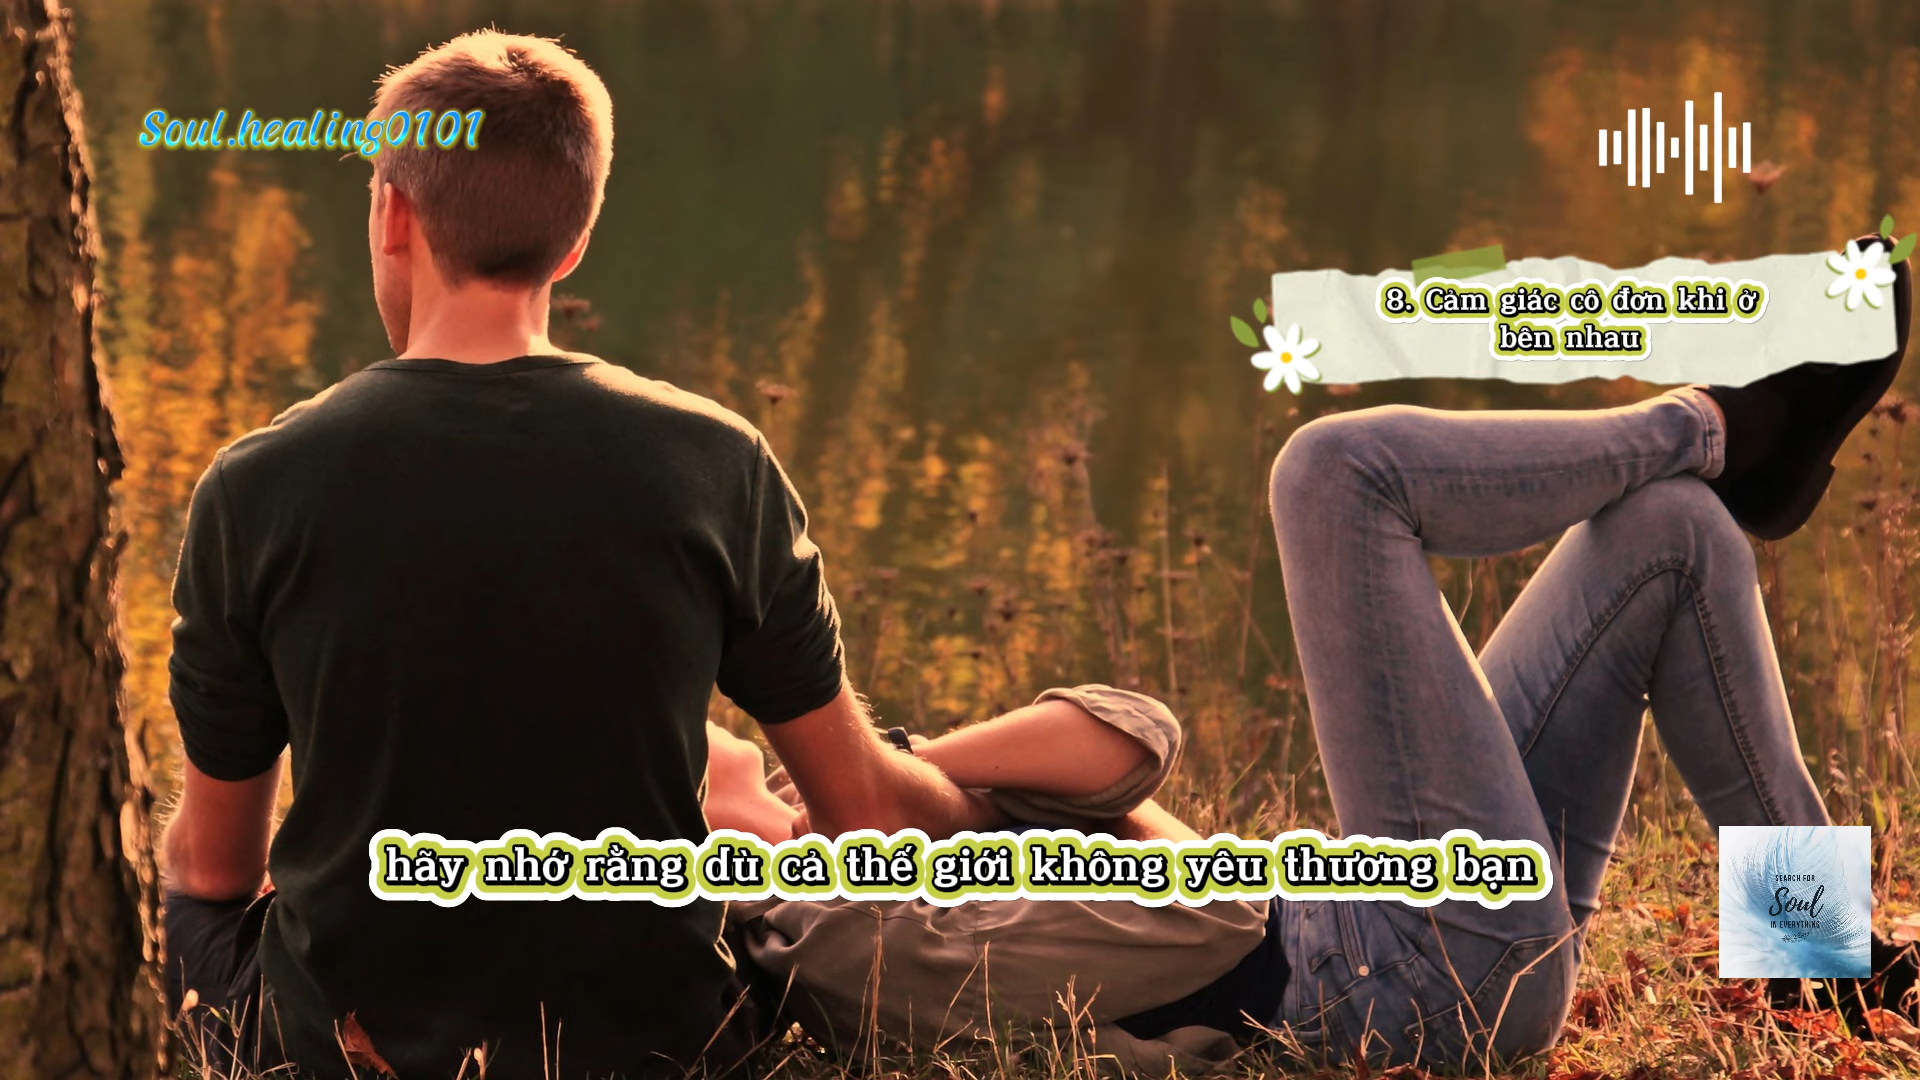 Soul.healing0101
8. Cảm giác cô đơn khi ở
bên nhau
hãy nhớ rằng dù cả thế giới không yêu thương bạn
SEARCH FOR
Soul
IN EVERYTHING